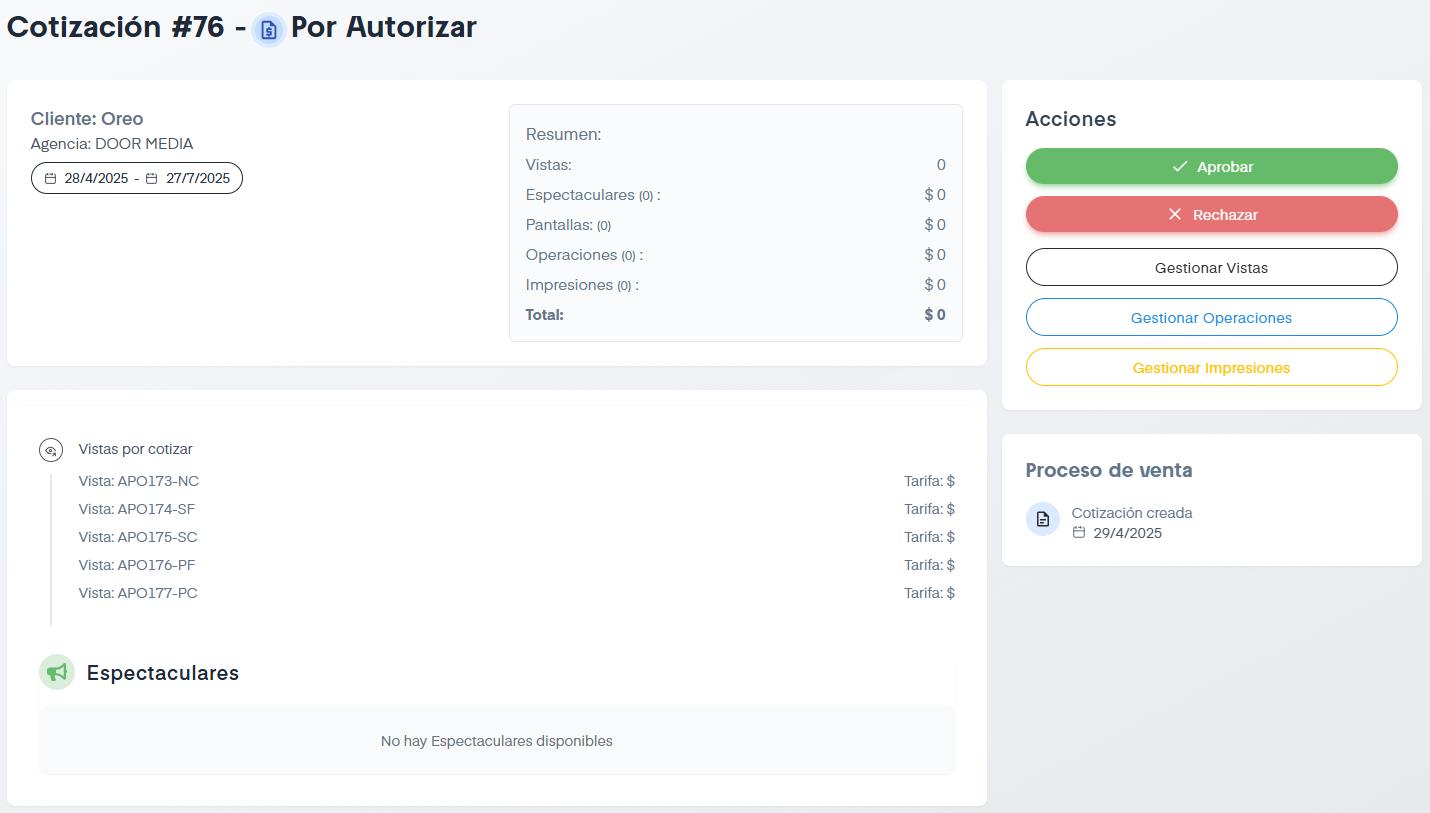 Cotización #76 - Por Autorizar
Cliente: Oreo
Agencia: DOOR MEDIA
28/4/2025 - 27/7/2025
Resumen:
Vistas: 0
Espectaculares (0) : $ 0
Pantallas: (0) $ 0
Operaciones (0) : $ 0
Impresiones (0) : $ 0
Total: $ 0
Vistas por cotizar
Vista: APO173-NC Tarifa: $
Vista: APO174-SF Tarifa: $
Vista: APO175-SC Tarifa: $
Vista: APO176-PF Tarifa: $
Vista: APO177-PC Tarifa: $
Espectaculares
No hay Espectaculares disponibles
Acciones
Aprobar
Rechazar
Gestionar Vistas
Gestionar Operaciones
Gestionar Impresiones
Proceso de venta
Cotización creada
29/4/2025